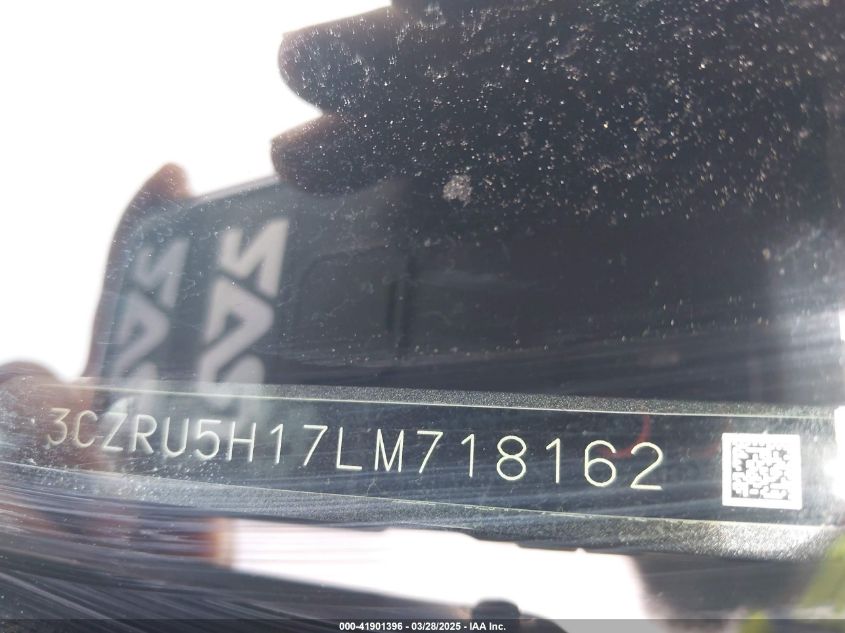 3CZRU5H17LM718162
000-41901396 - 03/28/2025 - IAA Inc.